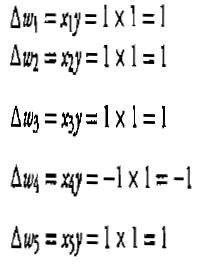 Δw₁ = x₁y = 1 × 1 = 1
Δw₂ = x₂y = 1 × 1 = 1
Δw₃ = x₃y = 1 × 1 = 1
Δw₄ = x₄y = −1 × 1 = −1
Δw₅ = x₅y = 1 × 1 = 1